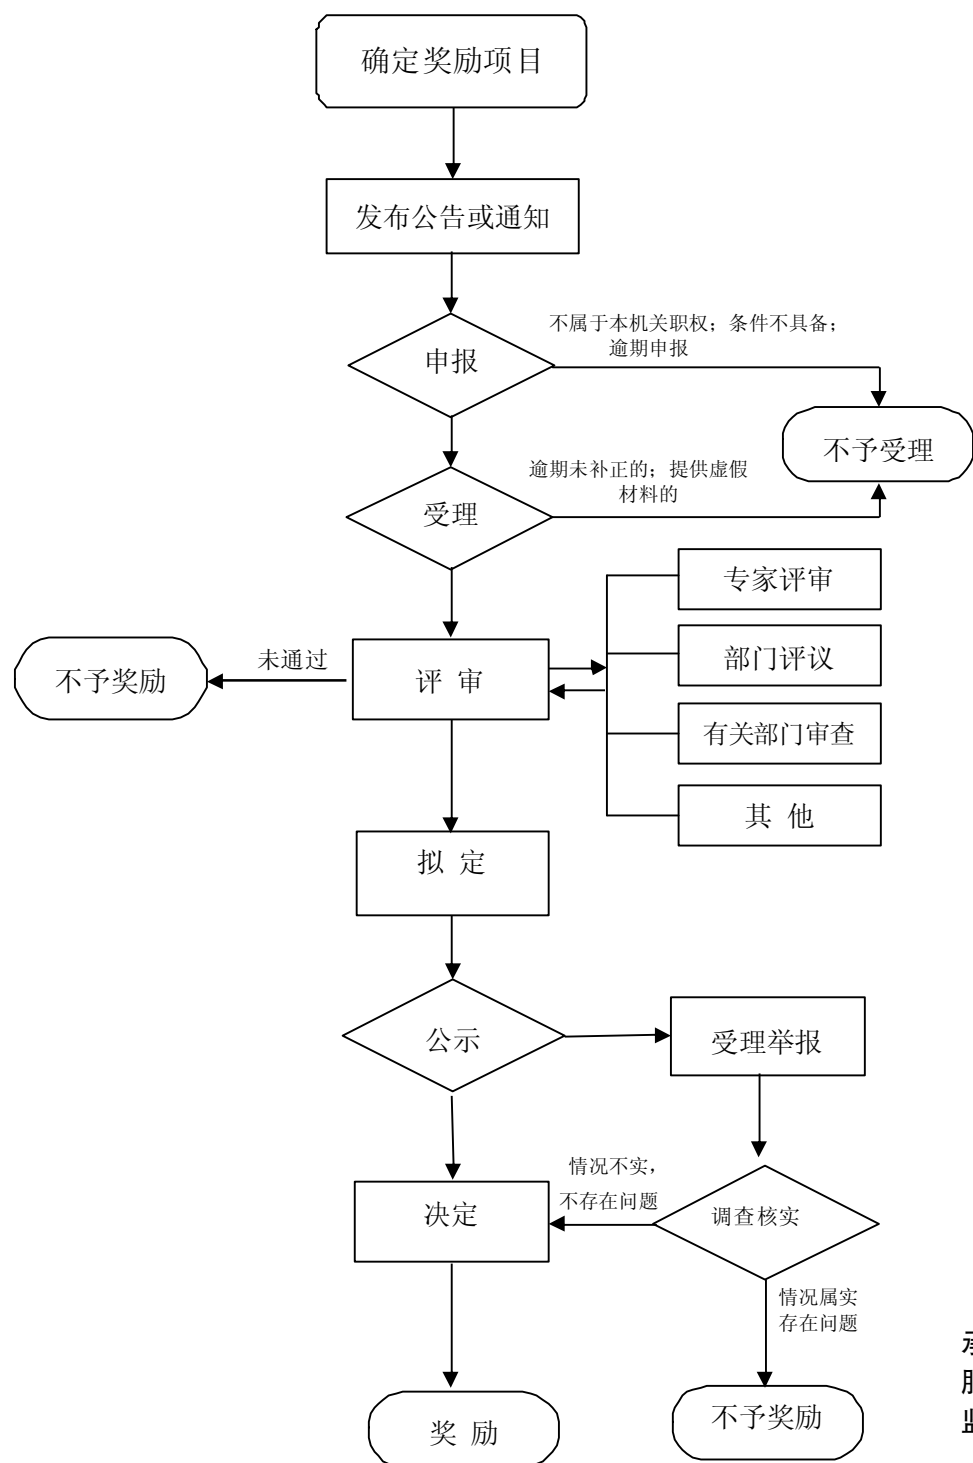 确定奖励项目
发布公告或通知
不属于本机关职权；条件不具备；
逾期申报
申报
不予受理
逾期未补正的；提供虚假
材料的
受理
专家评审
未通过
部门评议
不予奖励
评 审
有关部门审查
其 他
拟 定
公示
受理举报
情况不实，
不存在问题
决定
调查核实
情况属实
存在问题
奖 励
不予奖励